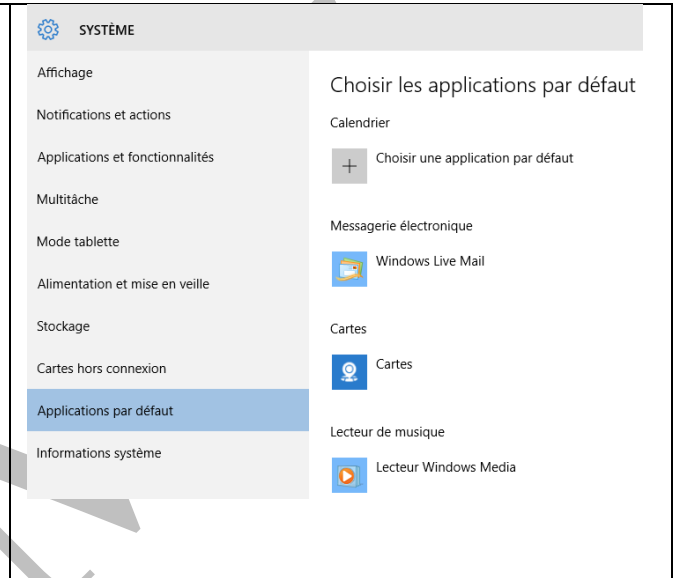 SYSTÈME
Affichage
Notifications et actions
Applications et fonctionnalités
Multitâche
Mode tablette
Alimentation et mise en veille
Stockage
Cartes hors connexion
Applications par défaut
Informations système
Choisir les applications par défaut
Calendrier
Choisir une application par défaut
Messagerie électronique
Windows Live Mail
Cartes
Cartes
Lecteur de musique
Lecteur Windows Media